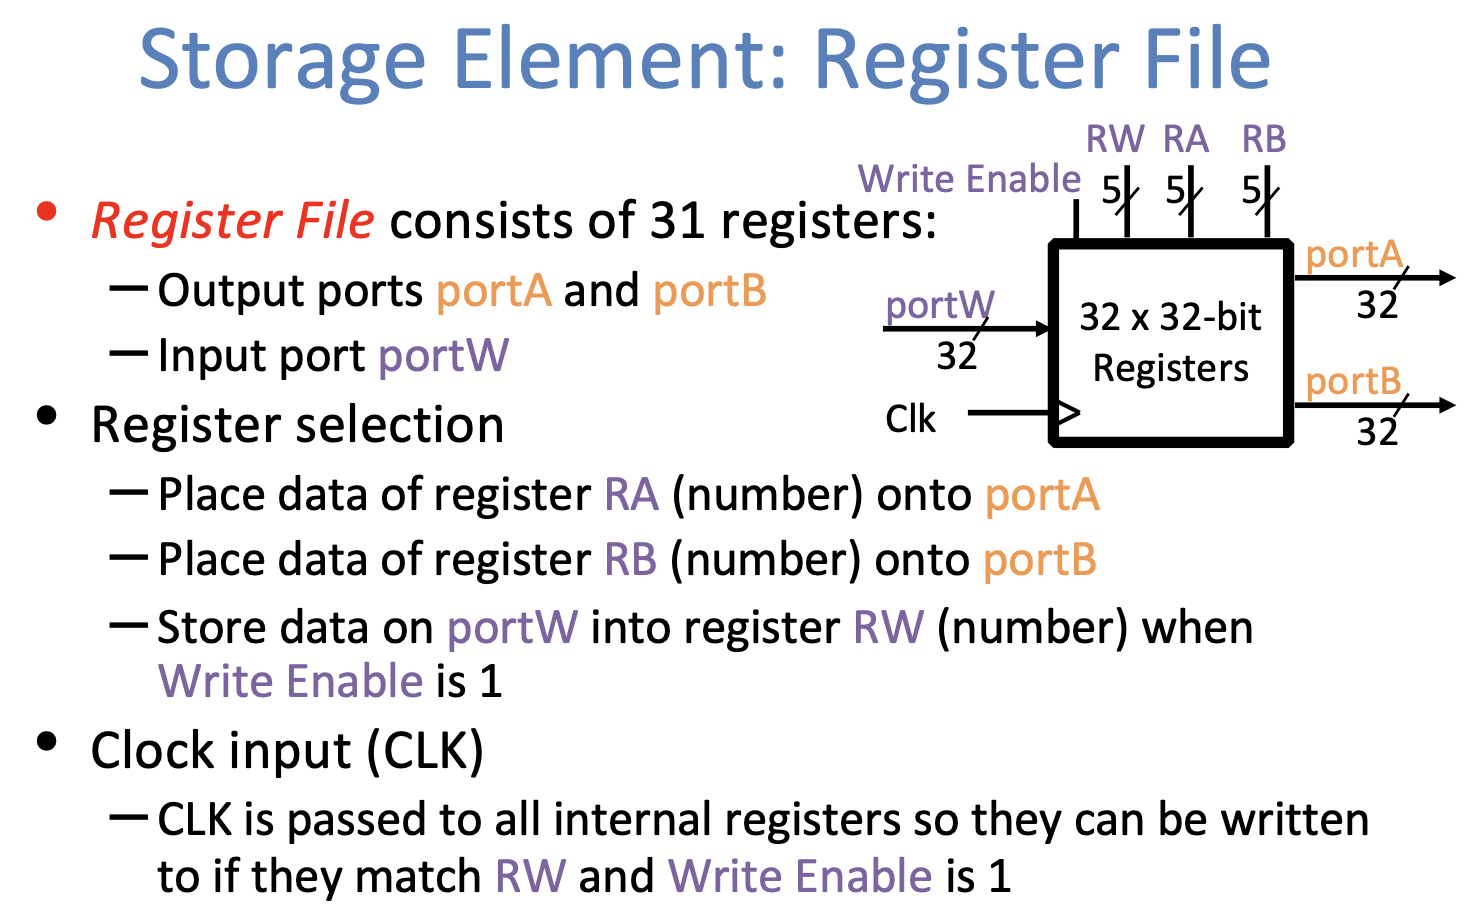 Storage Element: Register File
• Register File consists of 31 registers:
– Output ports portA and portB
– Input port portW
• Register selection
– Place data of register RA (number) onto portA
– Place data of register RB (number) onto portB
– Store data on portW into register RW (number) when
Write Enable is 1
• Clock input (CLK)
– CLK is passed to all internal registers so they can be written
to if they match RW and Write Enable is 1
RW RA RB
Write Enable
5 5 5
portW
32
Clk
32 x 32-bit
Registers
portA
32
portB
32